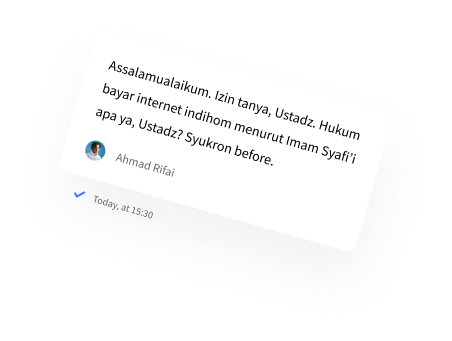 Assalamualaikum. Izin tanya, Ustadz. Hukum
bayar internet indihom menurut Imam Syafi'i
apa ya, Ustadz? Syukron before.
Ahmad Rifai
Today, at 15:30